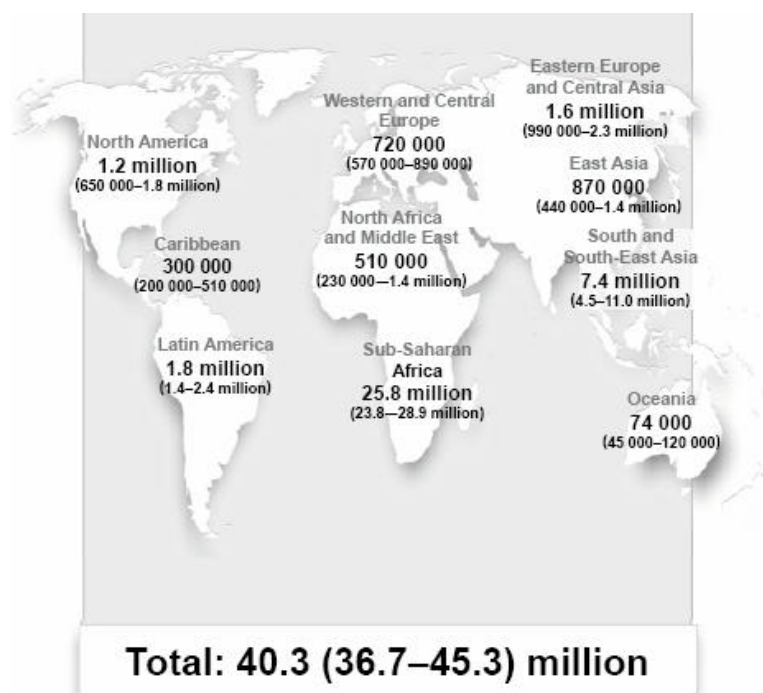 Eastern Europe
and Central Asia
1.6 million
(990 000–2.3 million)
Western and Central
Europe
720 000
(570 000–890 000)
North America
1.2 million
(650 000–1.8 million)
East Asia
870 000
(440 000–1.4 million)
North Africa
and Middle East
510 000
(230 000—1.4 million)
Caribbean
300 000
(200 000–510 000)
South and
South-East Asia
7.4 million
(4.5–11.0 million)
Latin America
1.8 million
(1.4–2.4 million)
Sub-Saharan
Africa
25.8 million
(23.8—28.9 million)
Oceania
74 000
(45 000–120 000)
Total: 40.3 (36.7–45.3) million